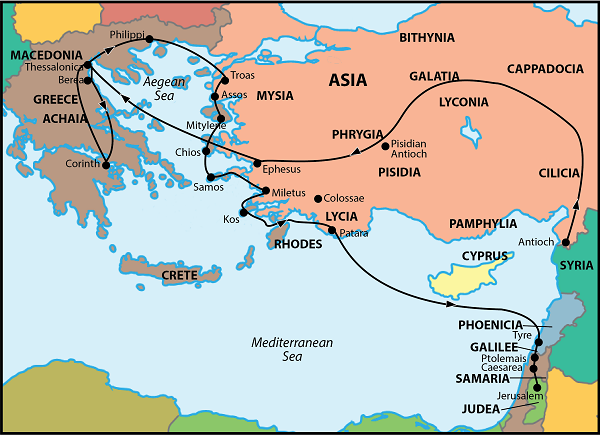 Philippi
BITHYNIA
MACEDONIA
Thessalonica
Berea
Aegean
Sea
Troas
ASIA
GALATIA
CAPPADOCIA
Assos
MYSIA
LYCONIA
GREECE
ACHAIA
Mitylene
PHRYGIA
Pisidian
Antioch
Chios
Corinth
Ephesus
PISIDIA
CILICIA
Samos
Miletus
Colossae
Kos
LYCIA
Patara
PAMPHYLIA
Antioch
RHODES
CYPRUS
SYRIA
CRETE
PHOENICIA
Tyre
Mediterranean
Sea
GALILEE
Ptolemais
Caesarea
SAMARIA
Jerusalem
JUDEA